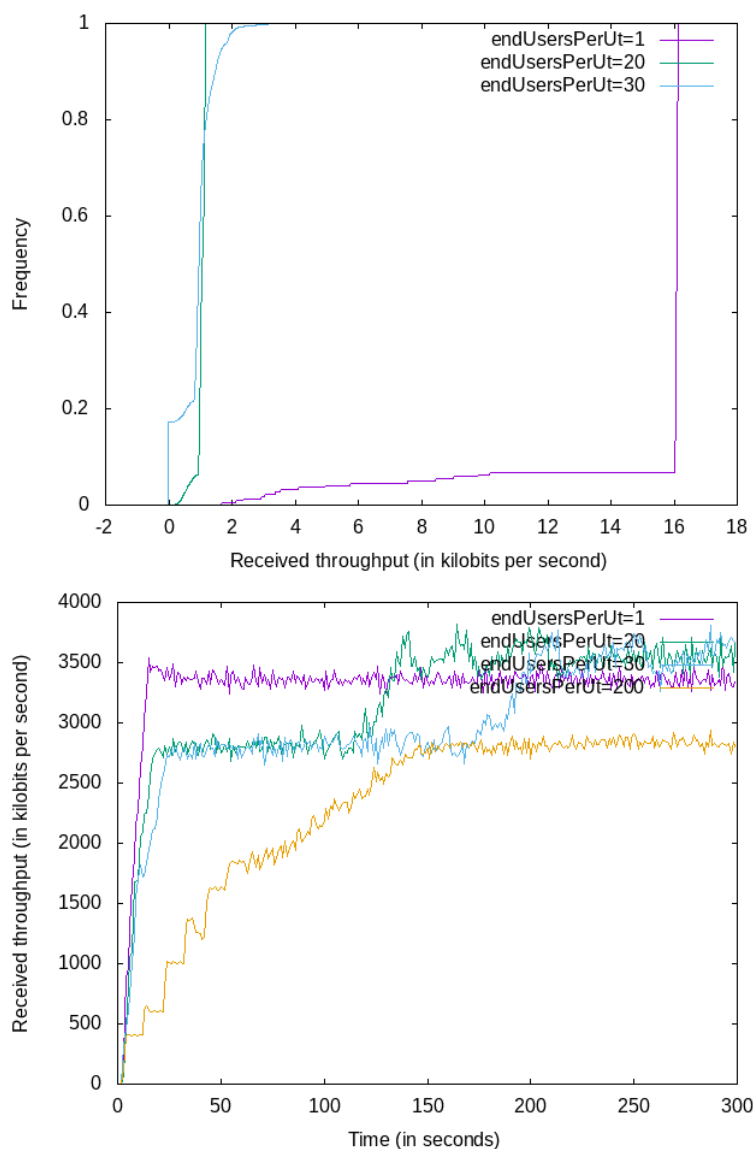 1
0.8
0.6
0.4
0.2
0
Frequency
endUsersPerUt=1
endUsersPerUt=20
endUsersPerUt=30
-2 0 2 4 6 8 10 12 14 16 18
Received throughput (in kilobits per second)
4000
3500
3000
2500
2000
1500
1000
500
0
Received throughput (in kilobits per second)
endUsersPerUt=1
endUsersPerUt=20
endUsersPerUt=30
endUsersPerUt=200
0 50 100 150 200 250 300
Time (in seconds)